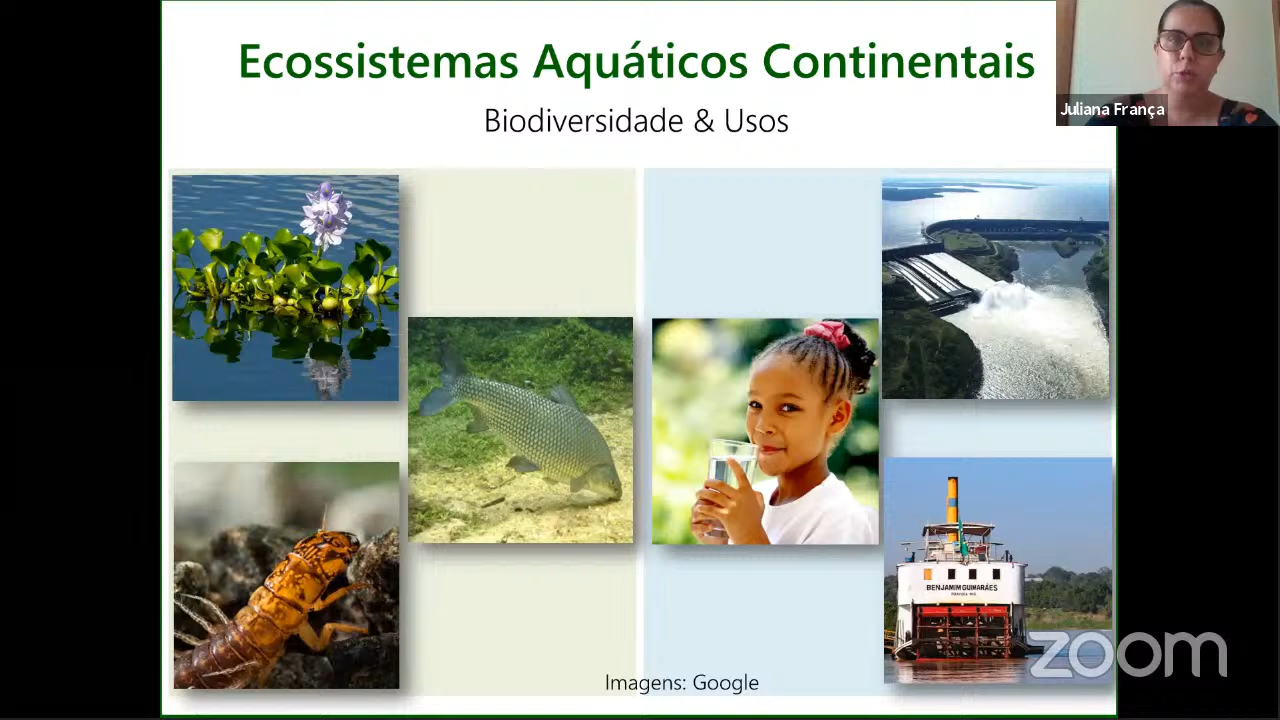 Ecossistemas Aquáticos Continentais
Biodiversidade & Usos
Juliana França
BENJAMIM GUIMARÃES
Imagens: Google
zoom